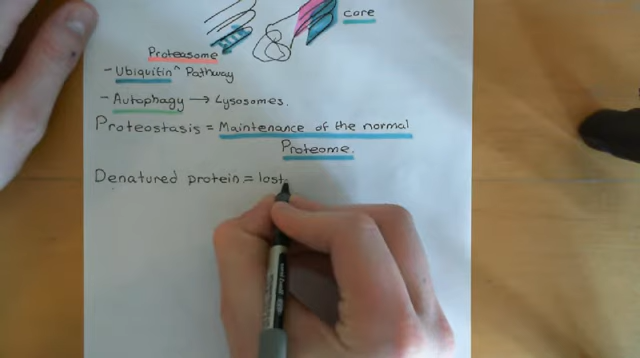 core
Proteasome
- Ubiquitin ^ Pathway
- Autophagy → Lysosomes.
Proteostasis = Maintenance of the normal
Proteome.
Denatured protein = lost